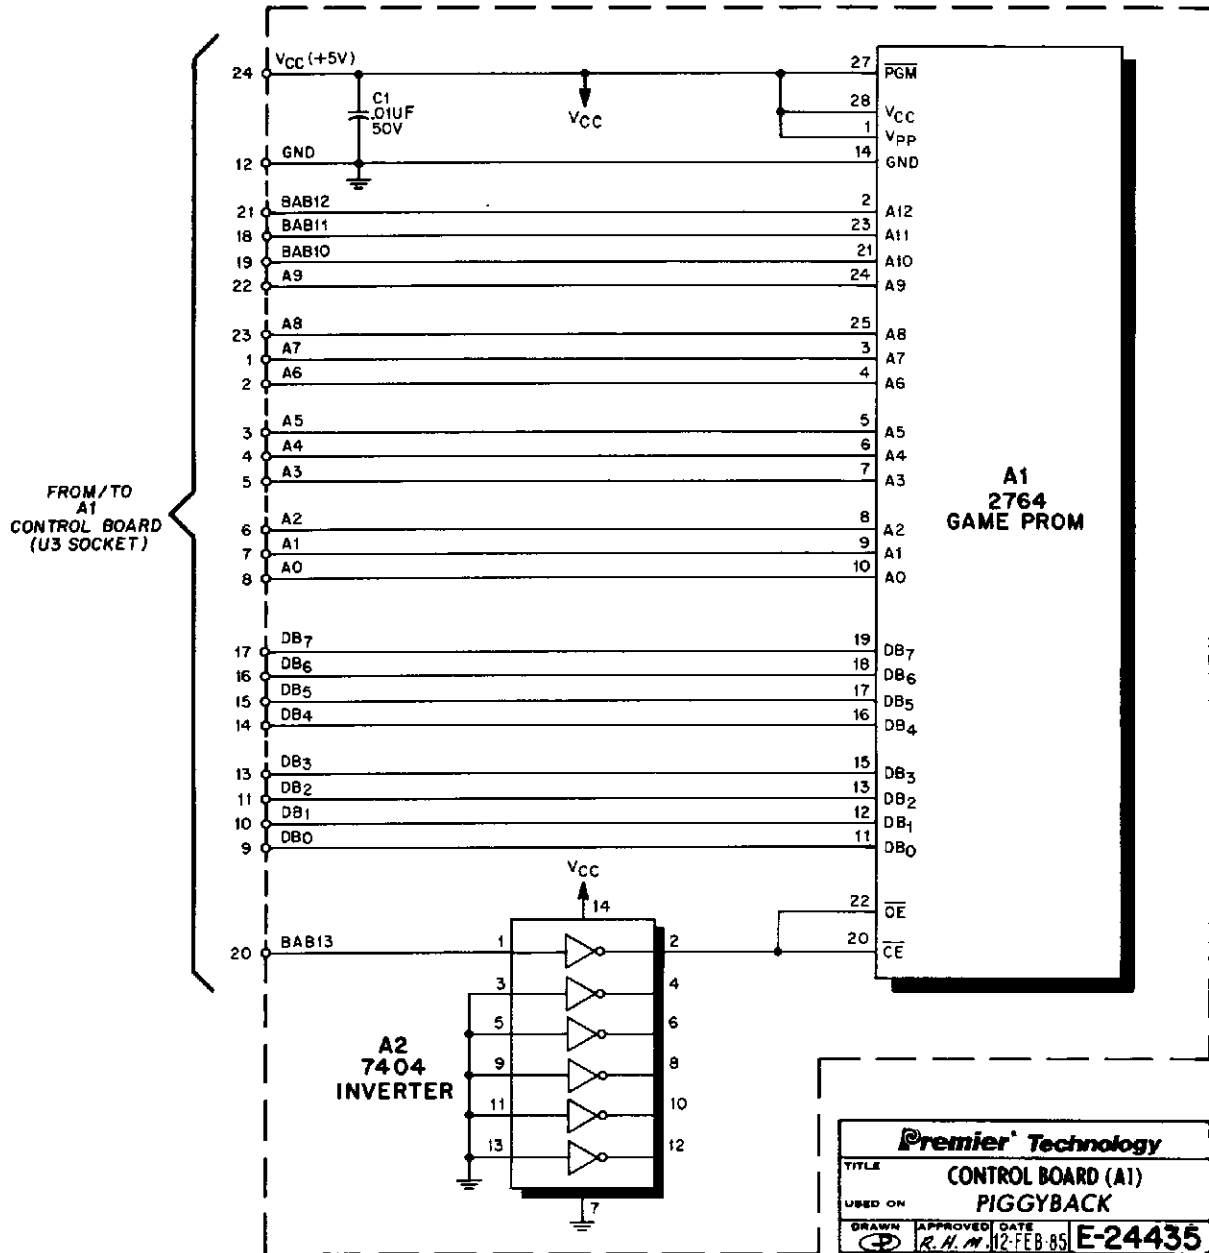 VCC (+5V)
24
C1
.01UF
50V
VCC
27 PGM
28 VCC
1 VPP
12 GND 14 GND
21 BAB12 2 A12
18 BAB11 23 A11
19 BAB10 21 A10
22 A9 24 A9
23 A8 25 A8
1 A7 3 A7
2 A6 4 A6
3 A5 5 A5
4 A4 6 A4
5 A3 7 A3
6 A2 8 A2
7 A1 9 A1
8 A0 10 A0
FROM/TO
A1
CONTROL BOARD
(U3 SOCKET)
A1
2764
GAME PROM
17 DB7 19 DB7
16 DB6 18 DB6
15 DB5 17 DB5
14 DB4 16 DB4
13 DB3 15 DB3
11 DB2 13 DB2
10 DB1 12 DB1
9 DB0 11 DB0
VCC
14
22 OE
20 BAB13 1 2 20 CE
3 4
5 6
9 8
11 10
13 12
7
A2
7404
INVERTER
Premier Technology
TITLE CONTROL BOARD (A1)
USED ON PIGGYBACK
DRAWN P APPROVED R.H.M. DATE 12-FEB-85 E-24435